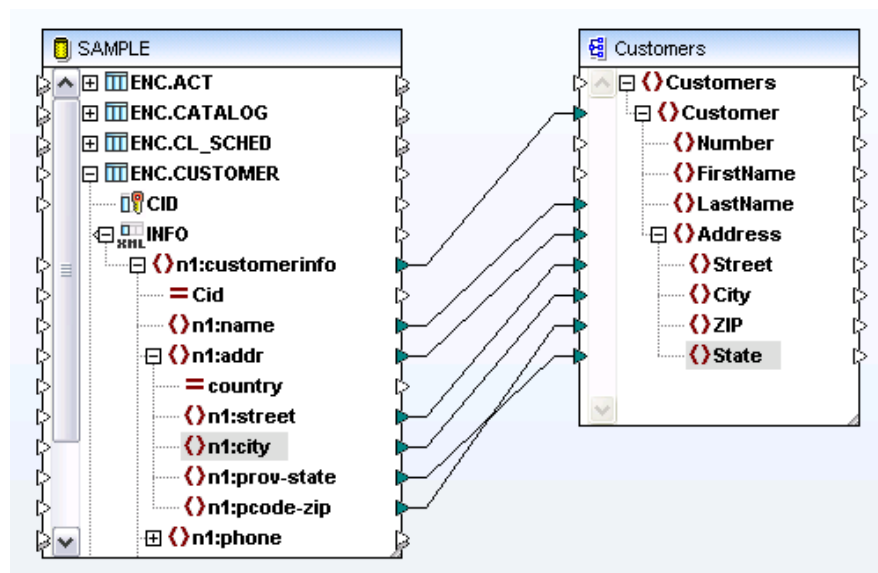 SAMPLE
ENC.ACT
ENC.CATALOG
ENC.CL_SCHED
ENC.CUSTOMER
CID
XML INFO
n1:customerinfo
Cid
n1:name
n1:addr
country
n1:street
n1:city
n1:prov-state
n1:pcode-zip
n1:phone
Customers
Customers
Customer
Number
FirstName
LastName
Address
Street
City
ZIP
State